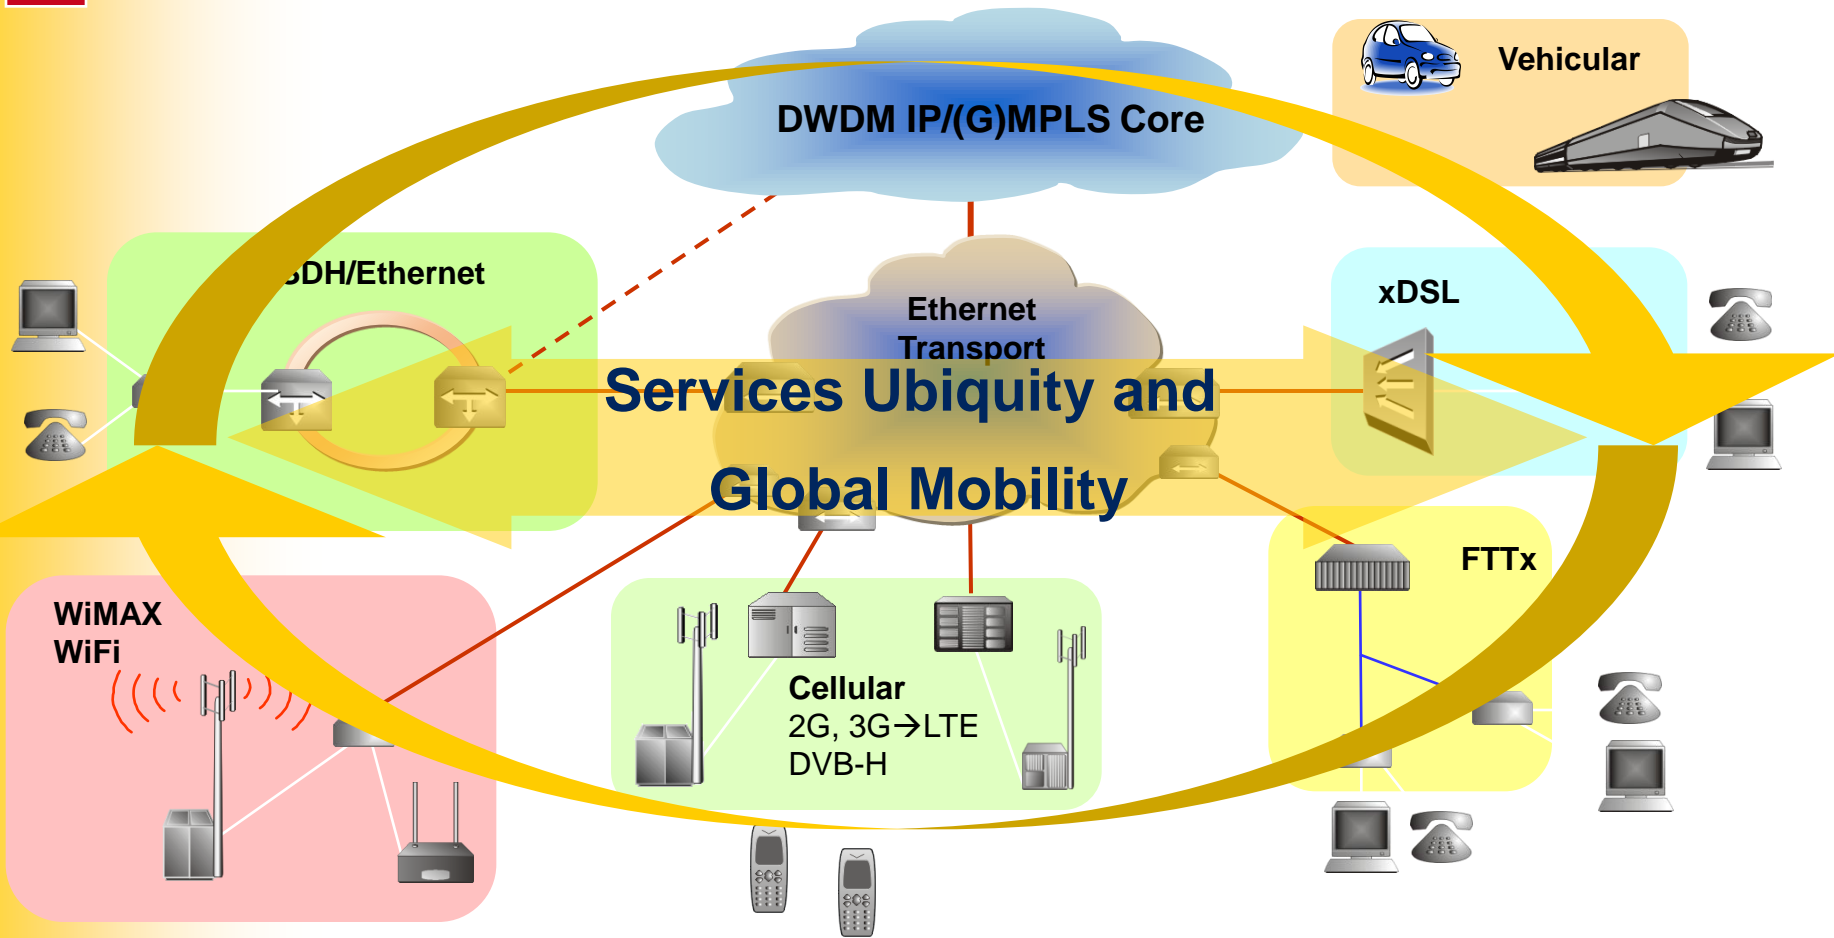 Vehicular
DWDM IP/(G)MPLS Core
SDH/Ethernet
Ethernet
Transport
xDSL
Services Ubiquity and
Global Mobility
FTTx
WiMAX
WiFi
Cellular
2G, 3G→LTE
DVB-H